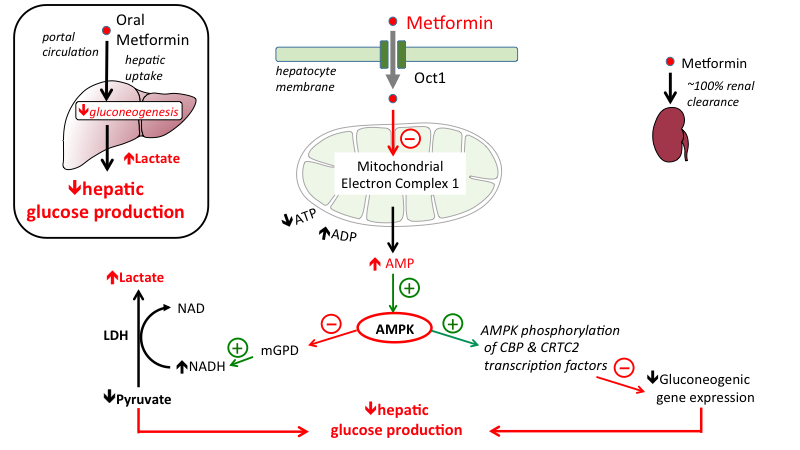 Oral
Metformin
portal
circulation
hepatic
uptake
gluconeogenesis
Lactate
hepatic
glucose production
Metformin
hepatocyte
membrane
Oct1
−
Mitochondrial
Electron Complex 1
ATP
ADP
AMP
+
AMPK
Metformin
~100% renal
clearance
Lactate
NAD
LDH
NADH
Pyruvate
+
mGPD
−
+
AMPK phosphorylation
of CBP & CRTC2
transcription factors
−
Gluconeogenic
gene expression
hepatic
glucose production